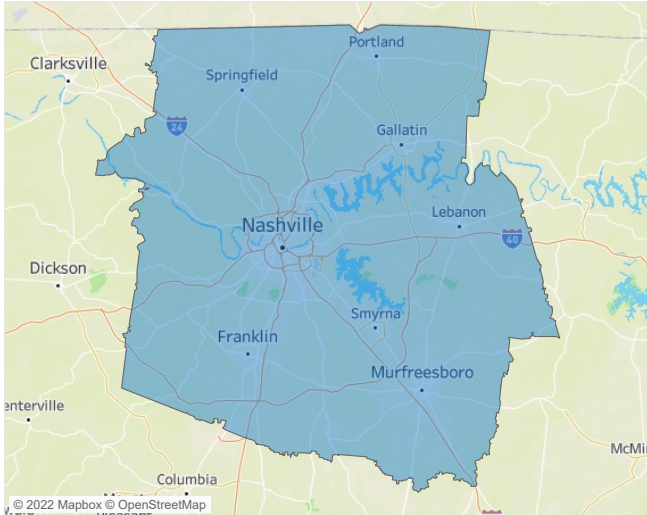 Portland
Clarksville
Springfield
24
Gallatin
Lebanon
Nashville
40
Dickson
Smyrna
Franklin
Murfreesboro
enterville
McMi
Columbia
© 2022 Mapbox © OpenStreetMap